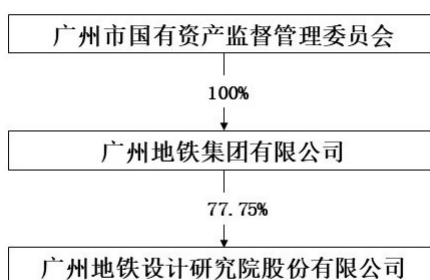 广州市国有资产监督管理委员会
100%
广州地铁集团有限公司
77.75%
广州地铁设计研究院股份有限公司